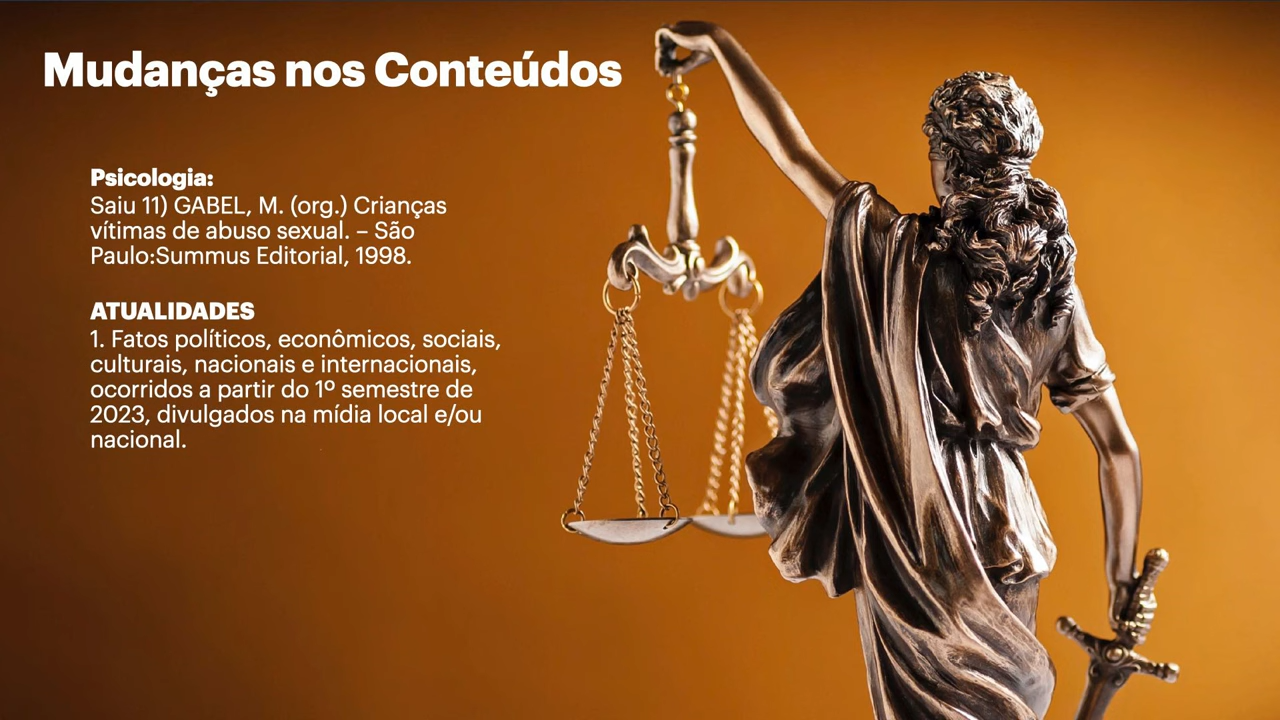 Mudanças nos Conteúdos
Psicologia:
Saiu 11) GABEL, M. (org.) Crianças
vítimas de abuso sexual. – São
Paulo:Summus Editorial, 1998.
ATUALIDADES
1. Fatos políticos, econômicos, sociais,
culturais, nacionais e internacionais,
ocorridos a partir do 1º semestre de
2023, divulgados na mídia local e/ou
nacional.